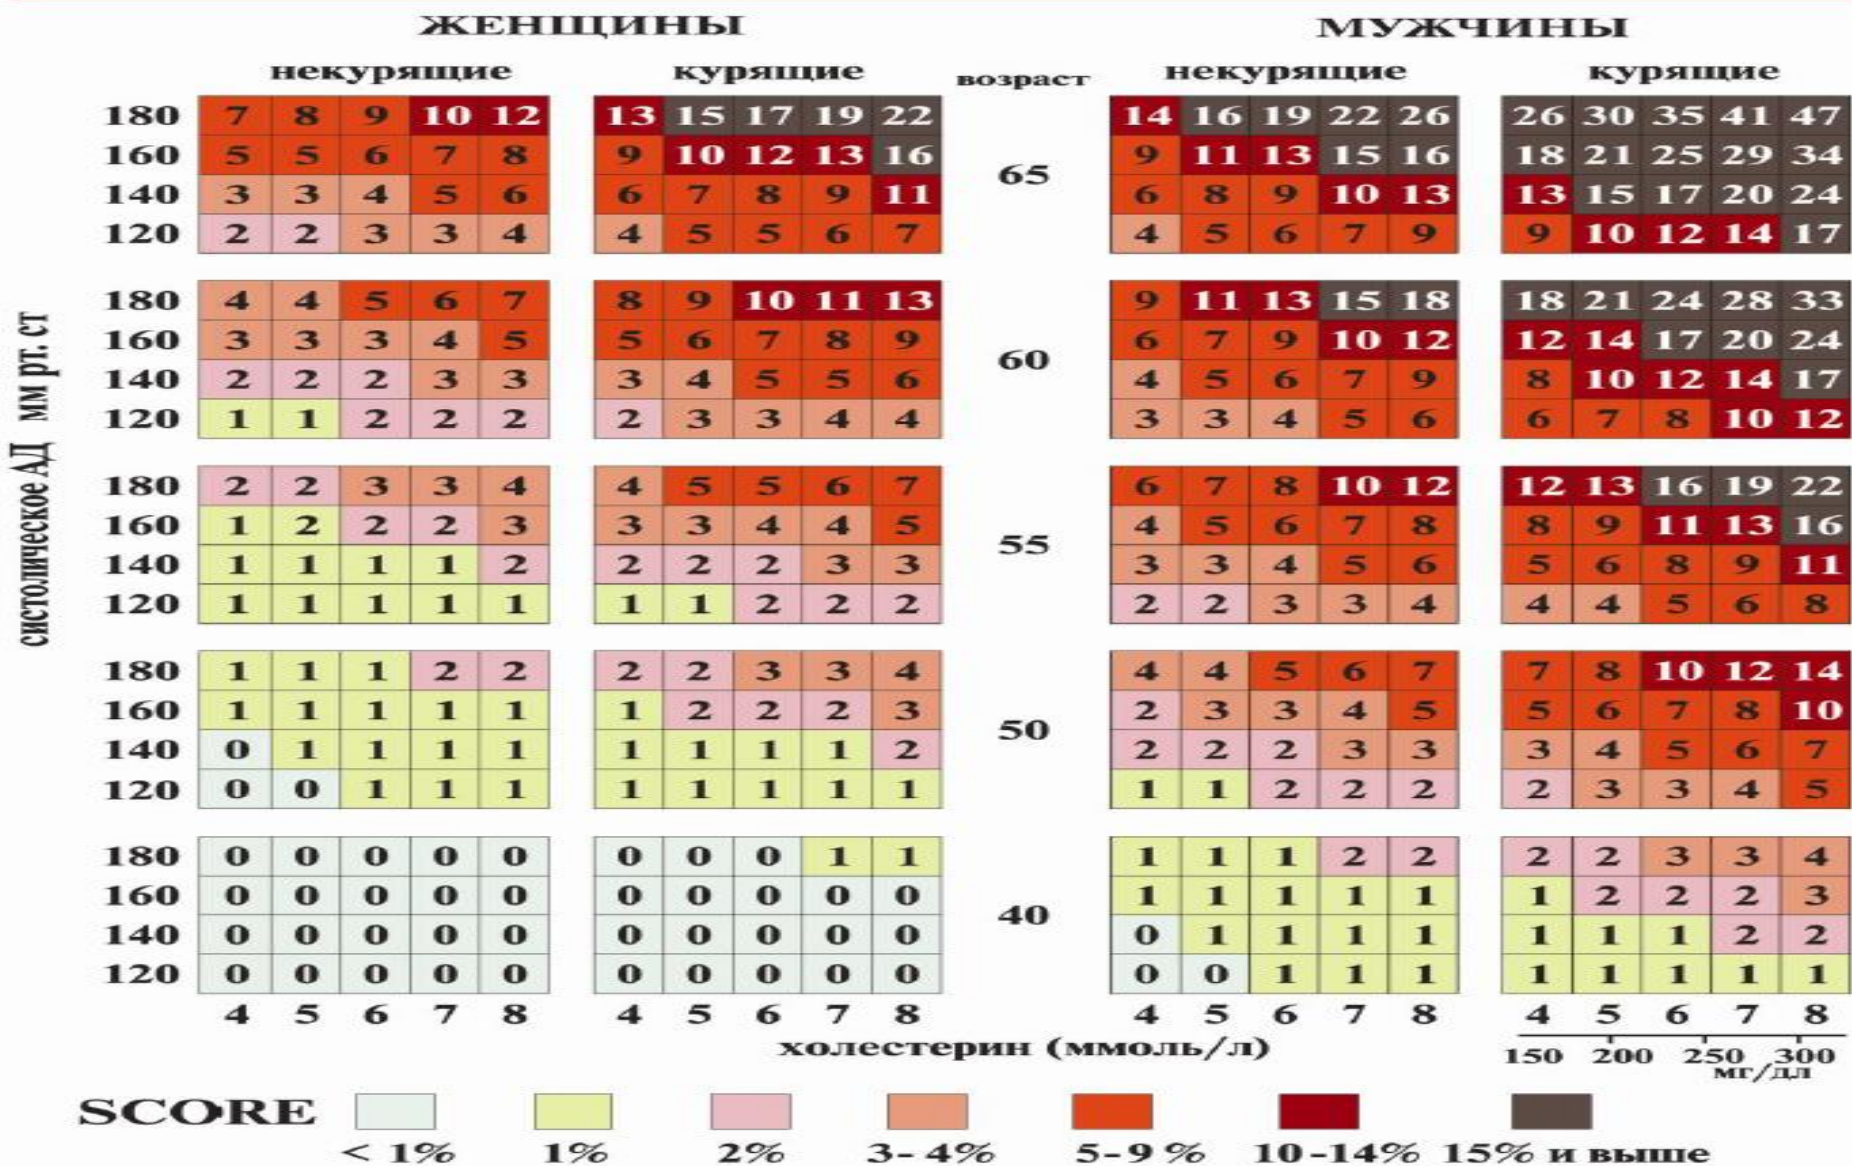 ЖЕНЩИНЫ МУЖЧИНЫ
некурящие курящие возраст некурящие курящие
систолическое АД мм рт. ст
180 7 8 9 10 12 13 15 17 19 22 14 16 19 22 26 26 30 35 41 47
160 5 5 6 7 8 9 10 12 13 16 9 11 13 15 16 18 21 25 29 34
65
140 3 3 4 5 6 6 7 8 9 11 6 8 9 10 13 13 15 17 20 24
120 2 2 3 3 4 4 5 5 6 7 4 5 6 7 9 9 10 12 14 17
180 4 4 5 6 7 8 9 10 11 13 9 11 13 15 18 18 21 24 28 33
160 3 3 3 4 5 5 6 7 8 9 6 7 9 10 12 12 14 17 20 24
60
140 2 2 2 3 3 3 4 5 5 6 4 5 6 7 9 8 10 12 14 17
120 1 1 2 2 2 2 3 3 4 4 3 3 4 5 6 6 7 8 10 12
180 2 2 3 3 4 4 5 5 6 7 6 7 8 10 12 12 13 16 19 22
160 1 2 2 2 3 3 3 4 4 5 4 5 6 7 8 8 9 11 13 16
55
140 1 1 1 1 2 2 2 2 3 3 3 3 4 5 6 5 6 8 9 11
120 1 1 1 1 1 1 1 2 2 2 2 2 3 3 4 4 4 5 6 8
180 1 1 1 2 2 2 2 3 3 4 4 4 5 6 7 7 8 10 12 14
160 1 1 1 1 1 1 2 2 2 3 2 3 3 4 5 5 6 7 8 10
50
140 0 1 1 1 1 1 1 1 1 2 2 2 2 3 3 3 4 5 6 7
120 0 0 1 1 1 1 1 1 1 1 1 1 2 2 2 2 3 3 4 5
180 0 0 0 0 0 0 0 0 1 1 1 1 1 2 2 2 2 3 3 4
160 0 0 0 0 0 0 0 0 0 0 1 1 1 1 1 1 2 2 2 3
40
140 0 0 0 0 0 0 0 0 0 0 0 1 1 1 1 1 1 1 2 2
120 0 0 0 0 0 0 0 0 0 0 0 0 1 1 1 1 1 1 1 1
4 5 6 7 8 4 5 6 7 8 4 5 6 7 8 4 5 6 7 8
холестерин (ммоль/л)
150 200 250 300
мг/дл
SCORE
< 1% 1% 2% 3-4% 5-9 % 10-14% 15% и выше